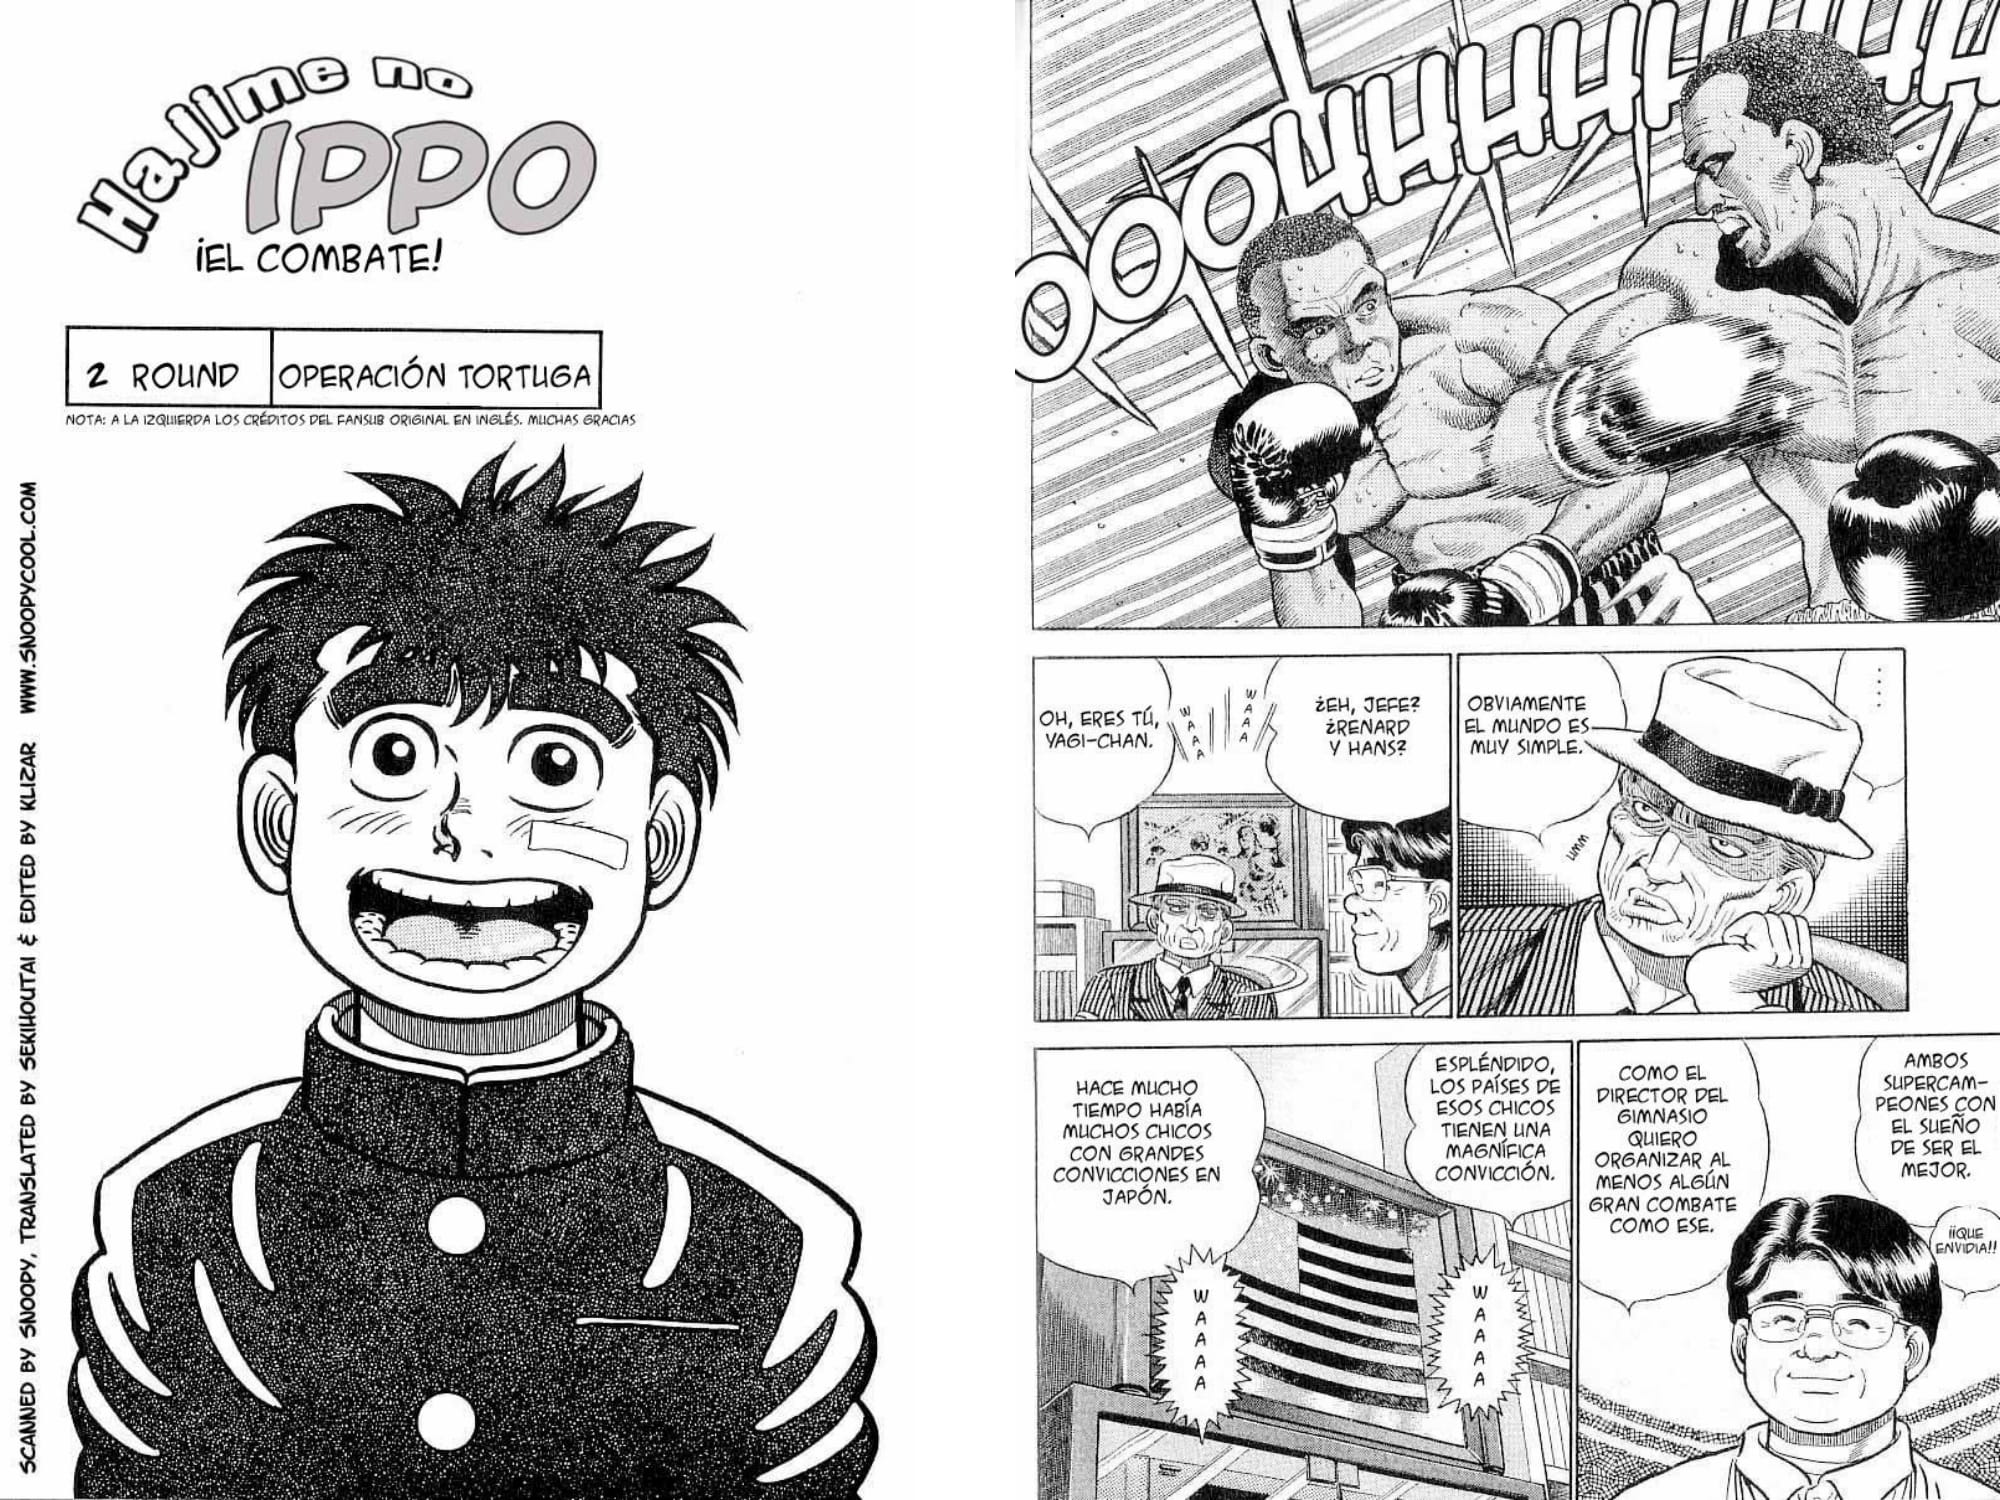 Hajime no
IPPO
¡EL COMBATE!
2 ROUND
OPERACIÓN TORTUGA
NOTA: A LA IZQUIERDA LOS CRÉDITOS DEL FANSUB ORIGINAL EN INGLÉS. MUCHAS GRACIAS
SCANNED BY SNOOPY, TRANSLATED BY SEKIHOUTAI & EDITED BY KLIZAR WWW.SNOOPYCOOL.COM
OOOUHHHHHHHH
¿EH, JEFE?
¿RENARD
Y HANS?
WAAA
WAAAA
OH, ERES TÚ,
YAGI-CHAN.
.....
OBVIAMENTE
EL MUNDO ES
MUY SIMPLE.
AMBOS
SUPERCAM-
PEONES CON
EL SUEÑO
DE SER EL
MEJOR.
¡¡QUE
ENVIDIA!!
COMO EL
DIRECTOR DEL
GIMNASIO
QUIERO
ORGANIZAR AL
MENOS ALGÚN
GRAN COMBATE
COMO ESE.
ESPLÉNDIDO,
LOS PAÍSES DE
ESOS CHICOS
TIENEN UNA
MAGNÍFICA
CONVICCIÓN.
HACE MUCHO
TIEMPO HABÍA
MUCHOS CHICOS
CON GRANDES
CONVICCIONES EN
JAPÓN.
WAAAA
WAAAA